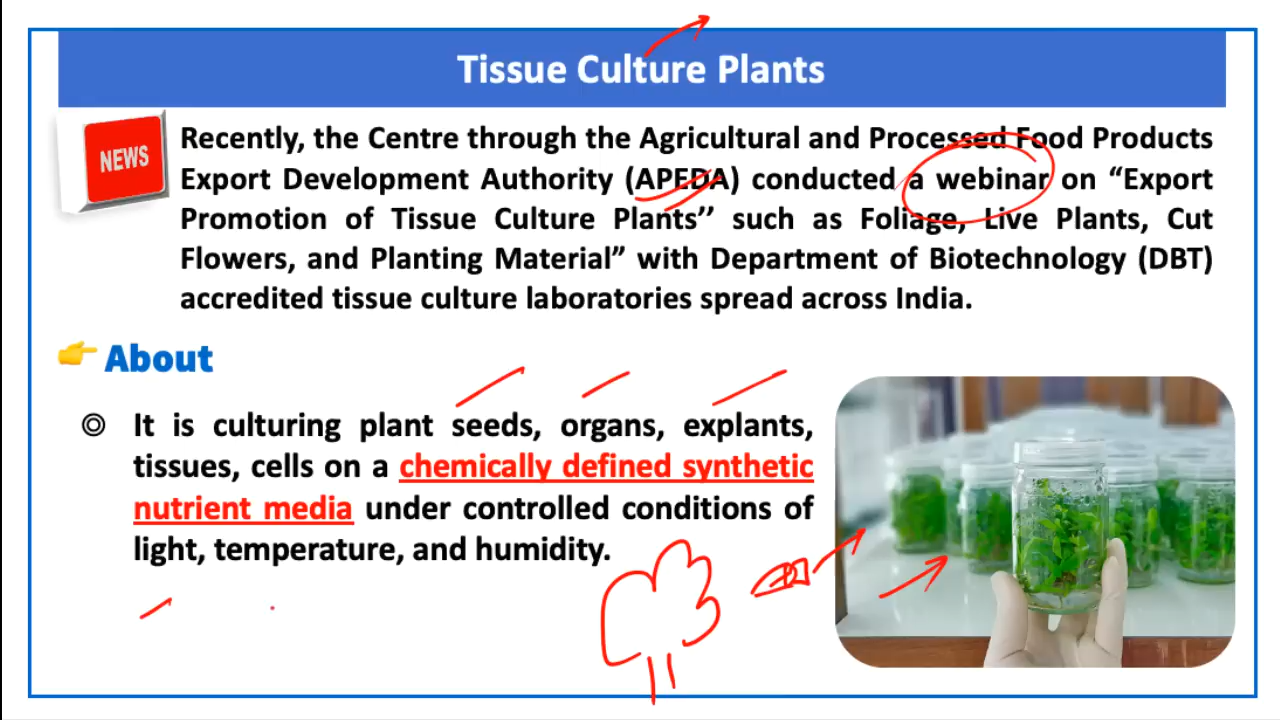 Tissue Culture Plants
NEWS
Recently, the Centre through the Agricultural and Processed Food Products
Export Development Authority (APEDA) conducted a webinar on “Export
Promotion of Tissue Culture Plants’’ such as Foliage, Live Plants, Cut
Flowers, and Planting Material” with Department of Biotechnology (DBT)
accredited tissue culture laboratories spread across India.
About
It is culturing plant seeds, organs, explants,
tissues, cells on a chemically defined synthetic
nutrient media under controlled conditions of
light, temperature, and humidity.